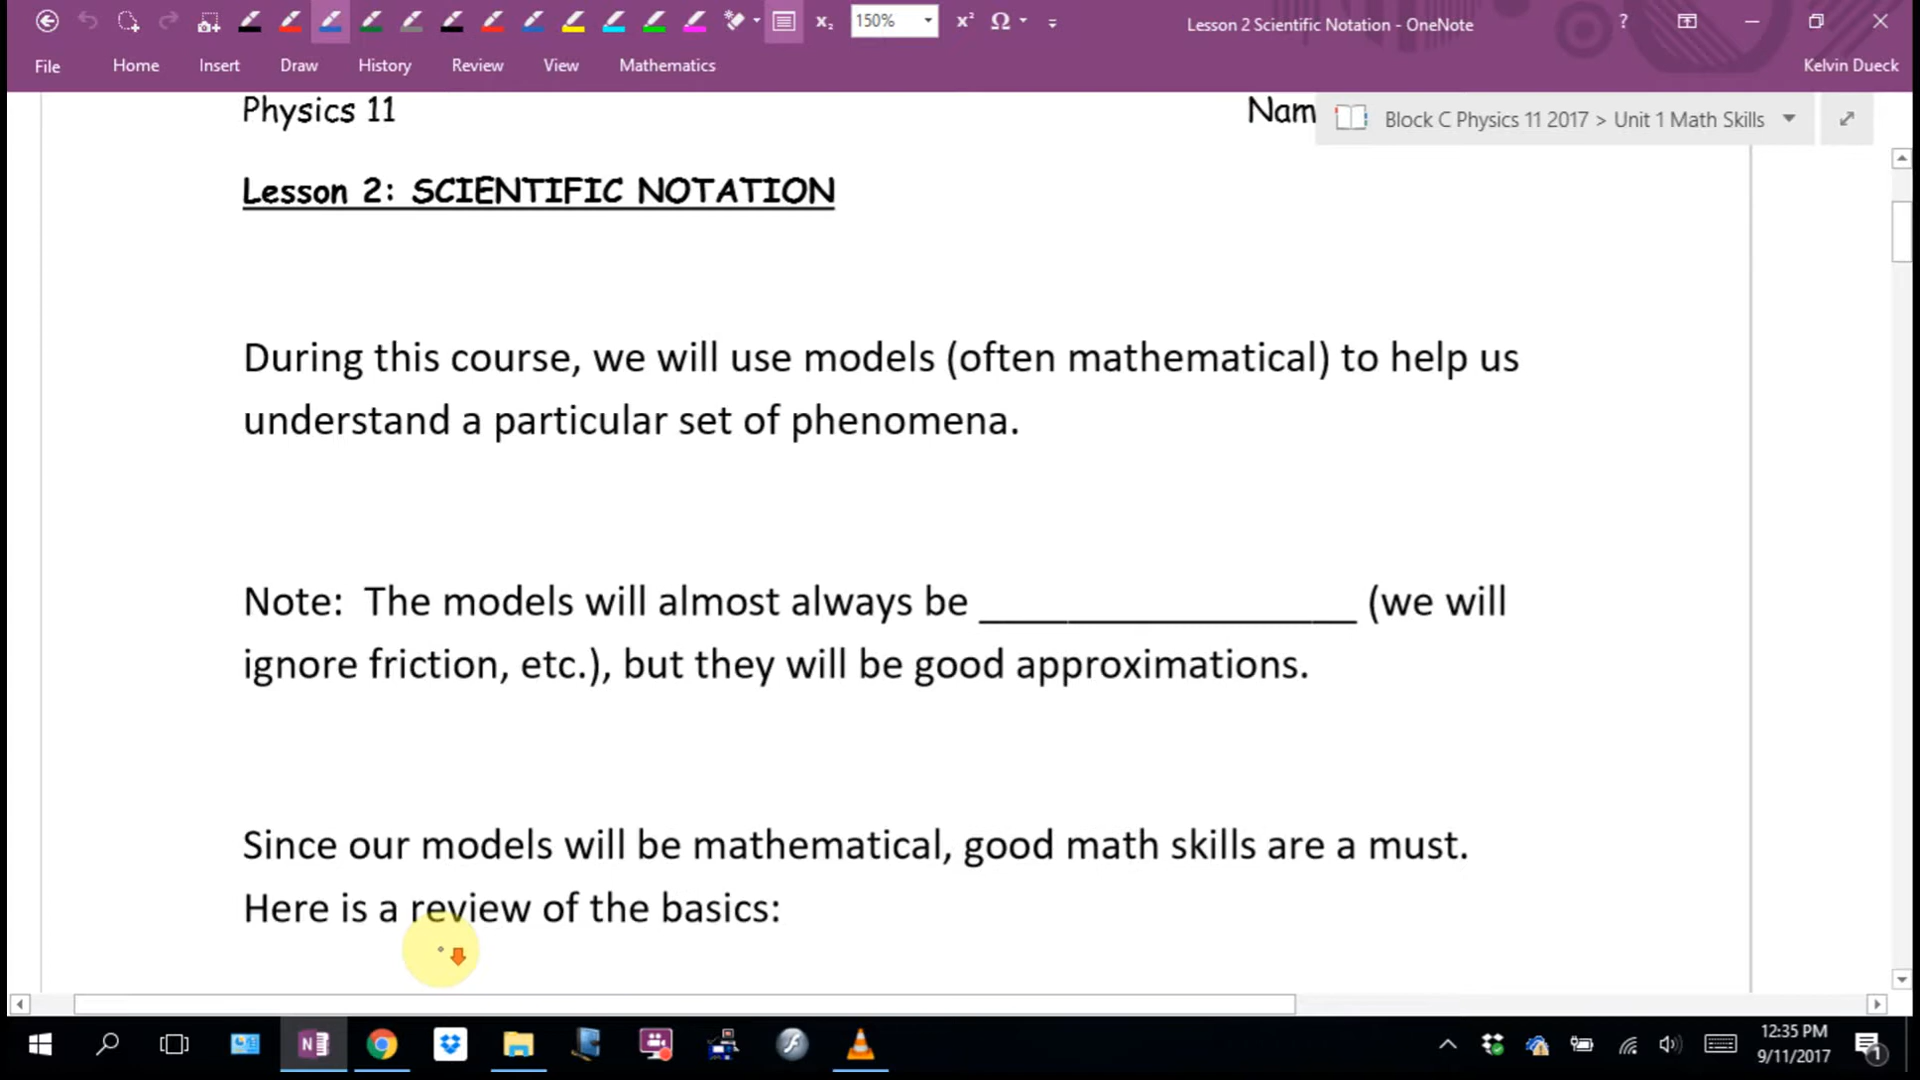 150%
Lesson 2 Scientific Notation - OneNote
?
File
Home
Insert
Draw
History
Review
View
Mathematics
Kelvin Dueck
Physics 11
Nam
Block C Physics 11 2017 > Unit 1 Math Skills
Lesson 2: SCIENTIFIC NOTATION
During this course, we will use models (often mathematical) to help us
understand a particular set of phenomena.
Note: The models will almost always be _________________ (we will
ignore friction, etc.), but they will be good approximations.
Since our models will be mathematical, good math skills are a must.
Here is a review of the basics:
12:35 PM
9/11/2017